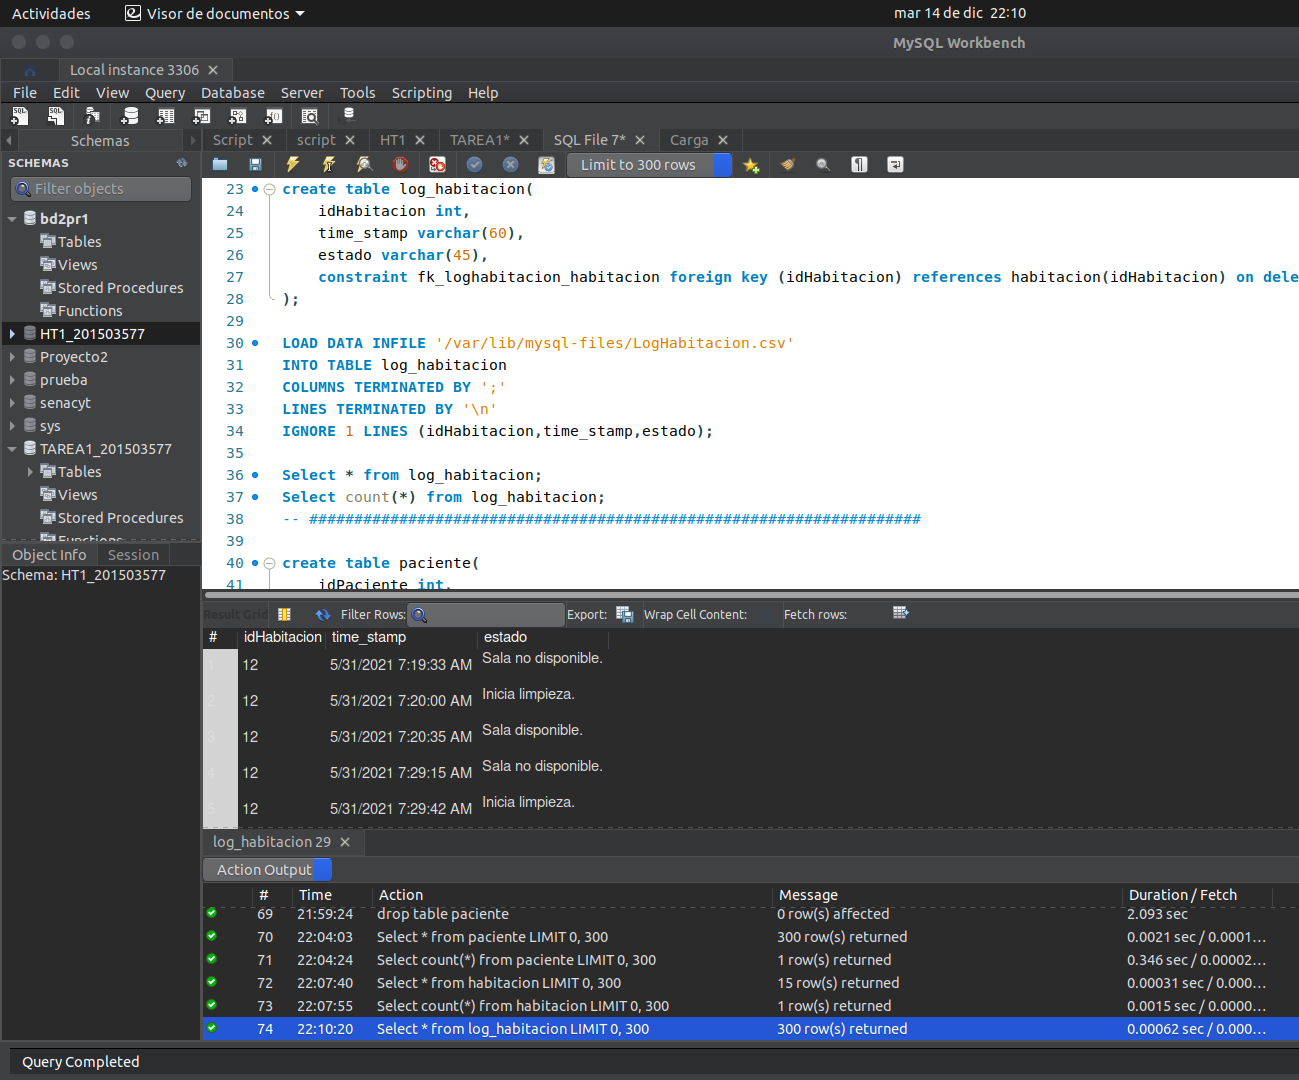 Actividades Visor de documentos mar 14 de dic 22:10
MySQL Workbench
Local instance 3306
File Edit View Query Database Server Tools Scripting Help
Schemas Script script HT1 TAREA1* SQL File 7* Carga
SCHEMAS
Limit to 300 rows
Filter objects
bd2pr1
Tables
Views
Stored Procedures
Functions
HT1_201503577
Proyecto2
prueba
senacyt
sys
TAREA1_201503577
Tables
Views
Stored Procedures
Functions
Object Info Session
Schema: HT1_201503577
23 create table log_habitacion(
24 idHabitacion int,
25 time_stamp varchar(60),
26 estado varchar(45),
27 constraint fk_loghabitacion_habitacion foreign key (idHabitacion) references habitacion(idHabitacion) on dele
28 );
29
30 LOAD DATA INFILE '/var/lib/mysql-files/LogHabitacion.csv'
31 INTO TABLE log_habitacion
32 COLUMNS TERMINATED BY ';'
33 LINES TERMINATED BY '\n'
34 IGNORE 1 LINES (idHabitacion,time_stamp,estado);
35
36 Select * from log_habitacion;
37 Select count(*) from log_habitacion;
38 -- ####################################################################
39
40 create table paciente(
41 idPaciente int,
Result Grid Filter Rows: Export: Wrap Cell Content: Fetch rows:
# idHabitacion time_stamp estado
1 12 5/31/2021 7:19:33 AM Sala no disponible.
2 12 5/31/2021 7:20:00 AM Inicia limpieza.
3 12 5/31/2021 7:20:35 AM Sala disponible.
4 12 5/31/2021 7:29:15 AM Sala no disponible.
5 12 5/31/2021 7:29:42 AM Inicia limpieza.
log_habitacion 29
Action Output
# Time Action Message Duration / Fetch
69 21:59:24 drop table paciente 0 row(s) affected 2.093 sec
70 22:04:03 Select * from paciente LIMIT 0, 300 300 row(s) returned 0.0021 sec / 0.0001...
71 22:04:24 Select count(*) from paciente LIMIT 0, 300 1 row(s) returned 0.346 sec / 0.00002...
72 22:07:40 Select * from habitacion LIMIT 0, 300 15 row(s) returned 0.00031 sec / 0.0000...
73 22:07:55 Select count(*) from habitacion LIMIT 0, 300 1 row(s) returned 0.0015 sec / 0.0000...
74 22:10:20 Select * from log_habitacion LIMIT 0, 300 300 row(s) returned 0.00062 sec / 0.000...
Query Completed